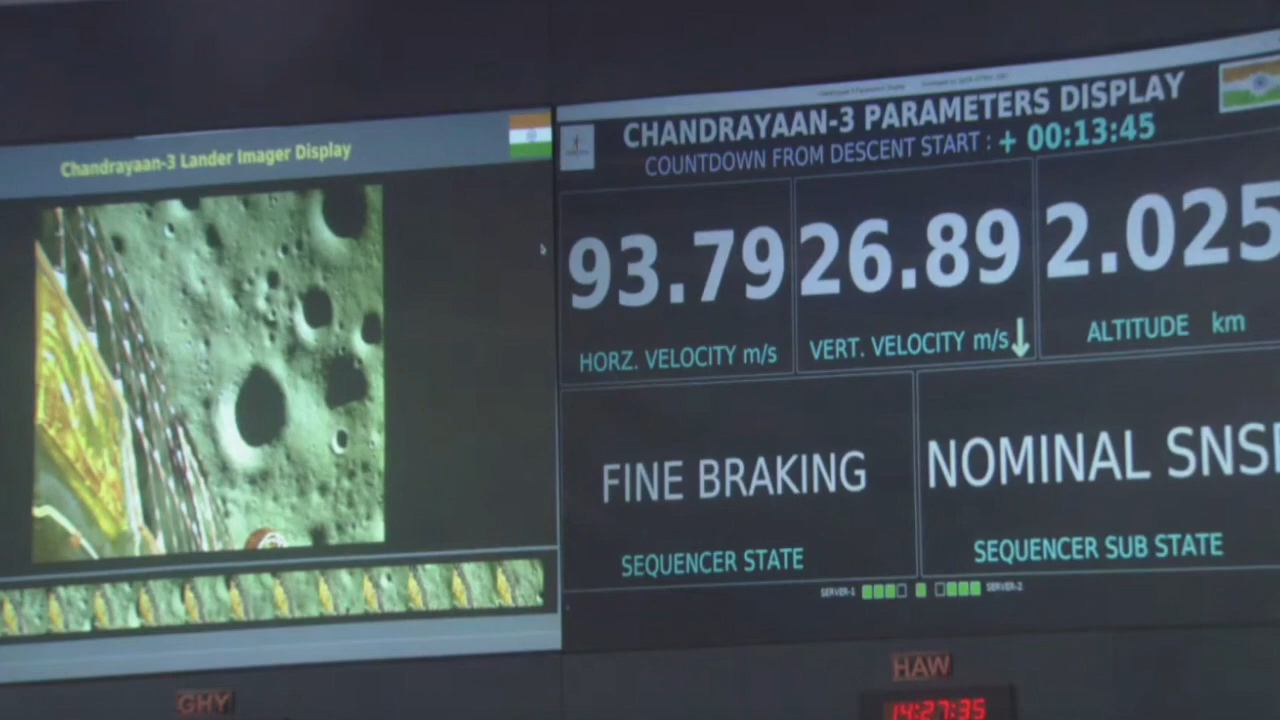 Chandrayaan-3 Lander Imager Display
CHANDRAYAAN-3 PARAMETERS DISPLAY
COUNTDOWN FROM DESCENT START : + 00:13:45
93.79
HORZ. VELOCITY m/s
26.89
VERT. VELOCITY m/s
2.025
ALTITUDE km
FINE BRAKING
SEQUENCER STATE
NOMINAL
SEQUENCER SUB STATE
SERVER-1
SERVER-2
GHY
HAW
14:27:35